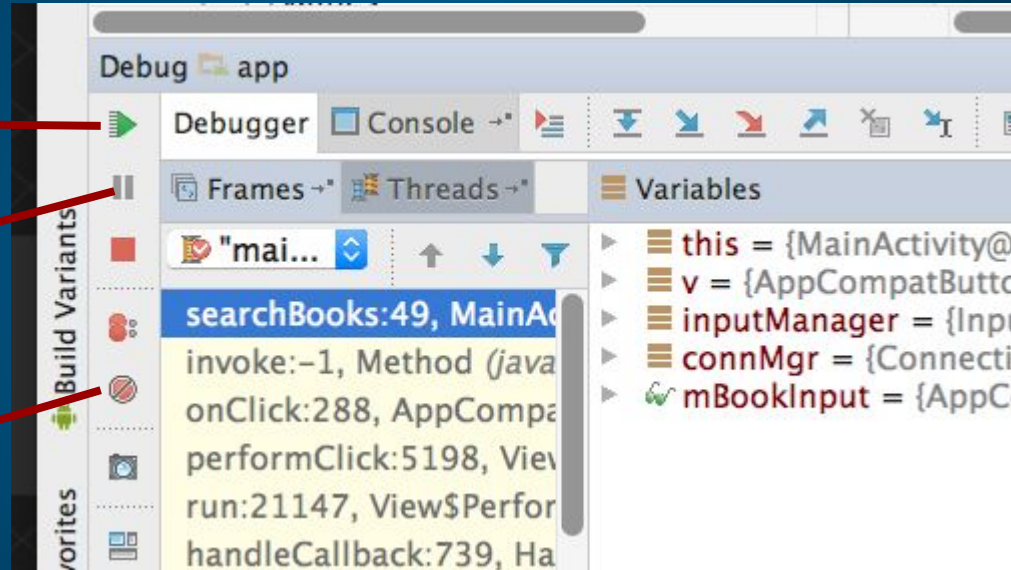 Debug app
Debugger Console
Frames Threads
Variables
"mai...
this = {MainActivity@
v = {AppCompatButto
inputManager = {Inpu
connMgr = {Connecti
mBookInput = {AppCo
searchBooks:49, MainAc
invoke:-1, Method (java
onClick:288, AppCompa
performClick:5198, View
run:21147, View$Perfor
handleCallback:739, Ha
Build Variants
vorites